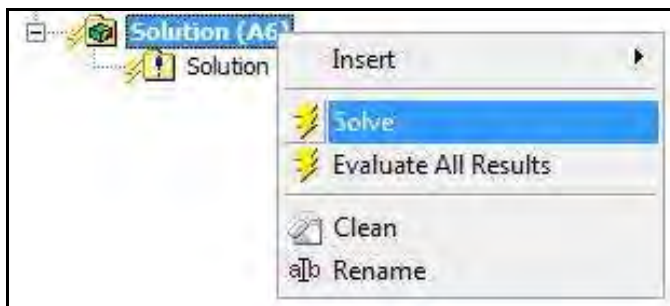 Solution (A6)
Solution
Insert
Solve
Evaluate All Results
Clean
Rename